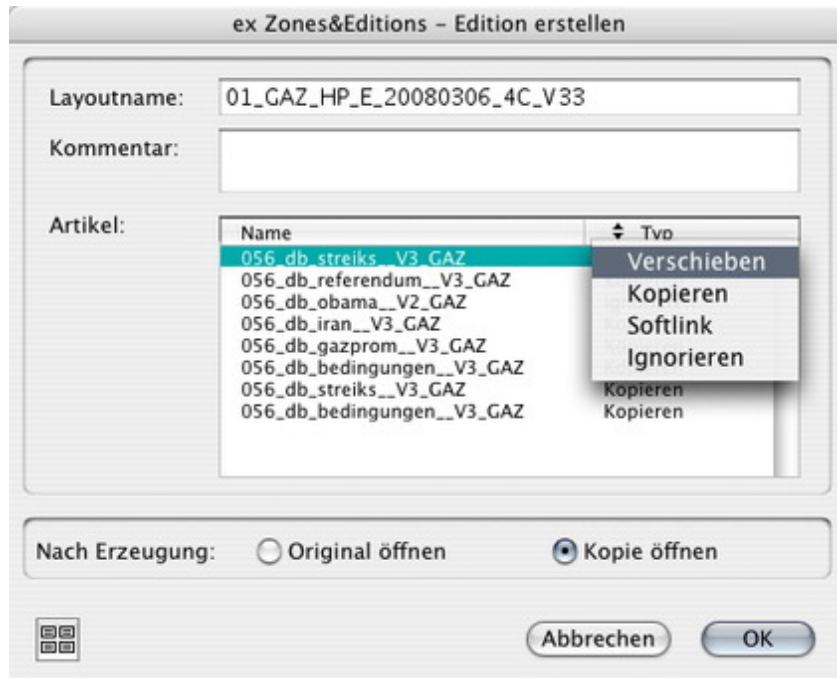 ex Zones&Editions – Edition erstellen
Layoutname: 01_GAZ_HP_E_20080306_4C_V33
Kommentar:
Artikel:
Name Typ
056_db_streiks__V3_GAZ
056_db_referendum__V3_GAZ
056_db_obama__V2_GAZ
056_db_iran__V3_GAZ
056_db_gazprom__V3_GAZ
056_db_bedingungen__V3_GAZ
056_db_streiks__V3_GAZ Kopieren
056_db_bedingungen__V3_GAZ Kopieren
Verschieben
Kopieren
Softlink
Ignorieren
Nach Erzeugung: Original öffnen Kopie öffnen
Abbrechen OK